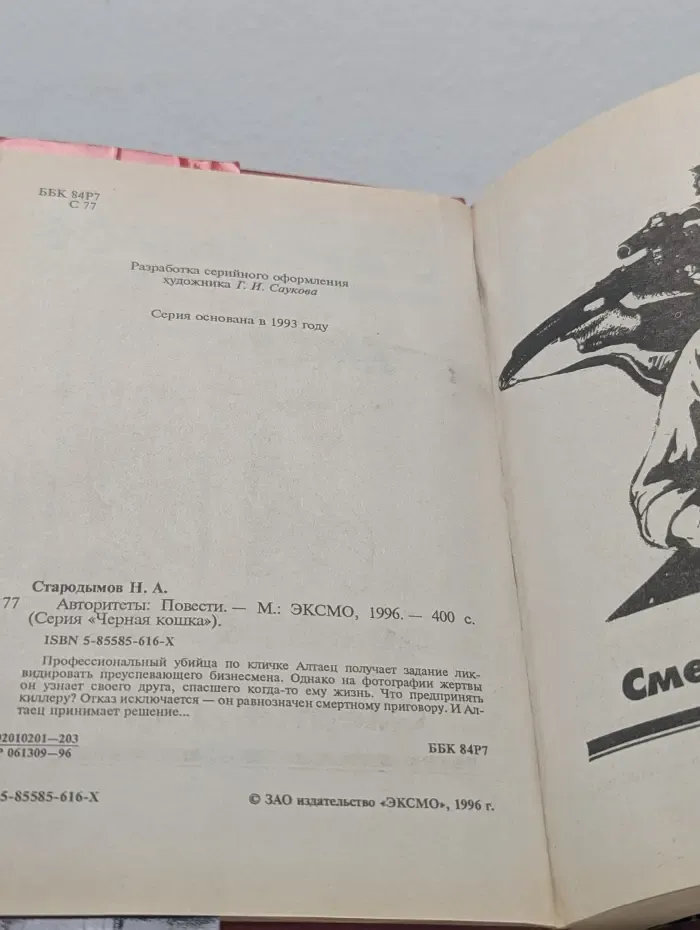 ББК 84Р7
С 77
Разработка серийного оформления
художника Г. И. Саукова
Серия основана в 1993 году
Стародымов Н. А.
77 Авторитеты: Повести. — М.: ЭКСМО, 1996. — 400 с.
(Серия «Черная кошка»).
ISBN 5-85585-616-X
Профессиональный убийца по кличке Алтаец получает задание лик-
видировать преуспевающего бизнесмена. Однако на фотографии жертвы
он узнает своего друга, спасшего когда-то ему жизнь. Что предпринять
киллеру? Отказ исключается — он равнозначен смертному приговору. И Ал-
таец принимает решение...
02010201—203
Р 061309—96
ББК 84Р7
5-85585-616-X
© ЗАО издательство «ЭКСМО», 1996 г.
Сме